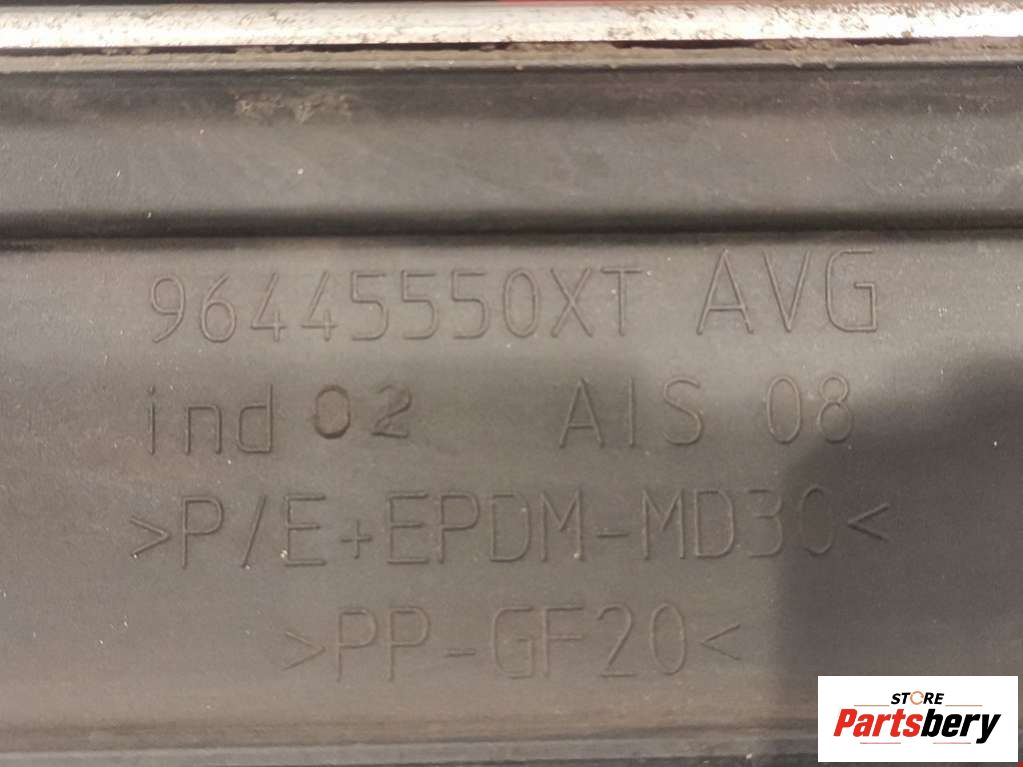 96445550XT AVG
ind 02 AIS 08
>P/E+EPDM-MD30<
>PP-GF20<
STORE
Partsbery